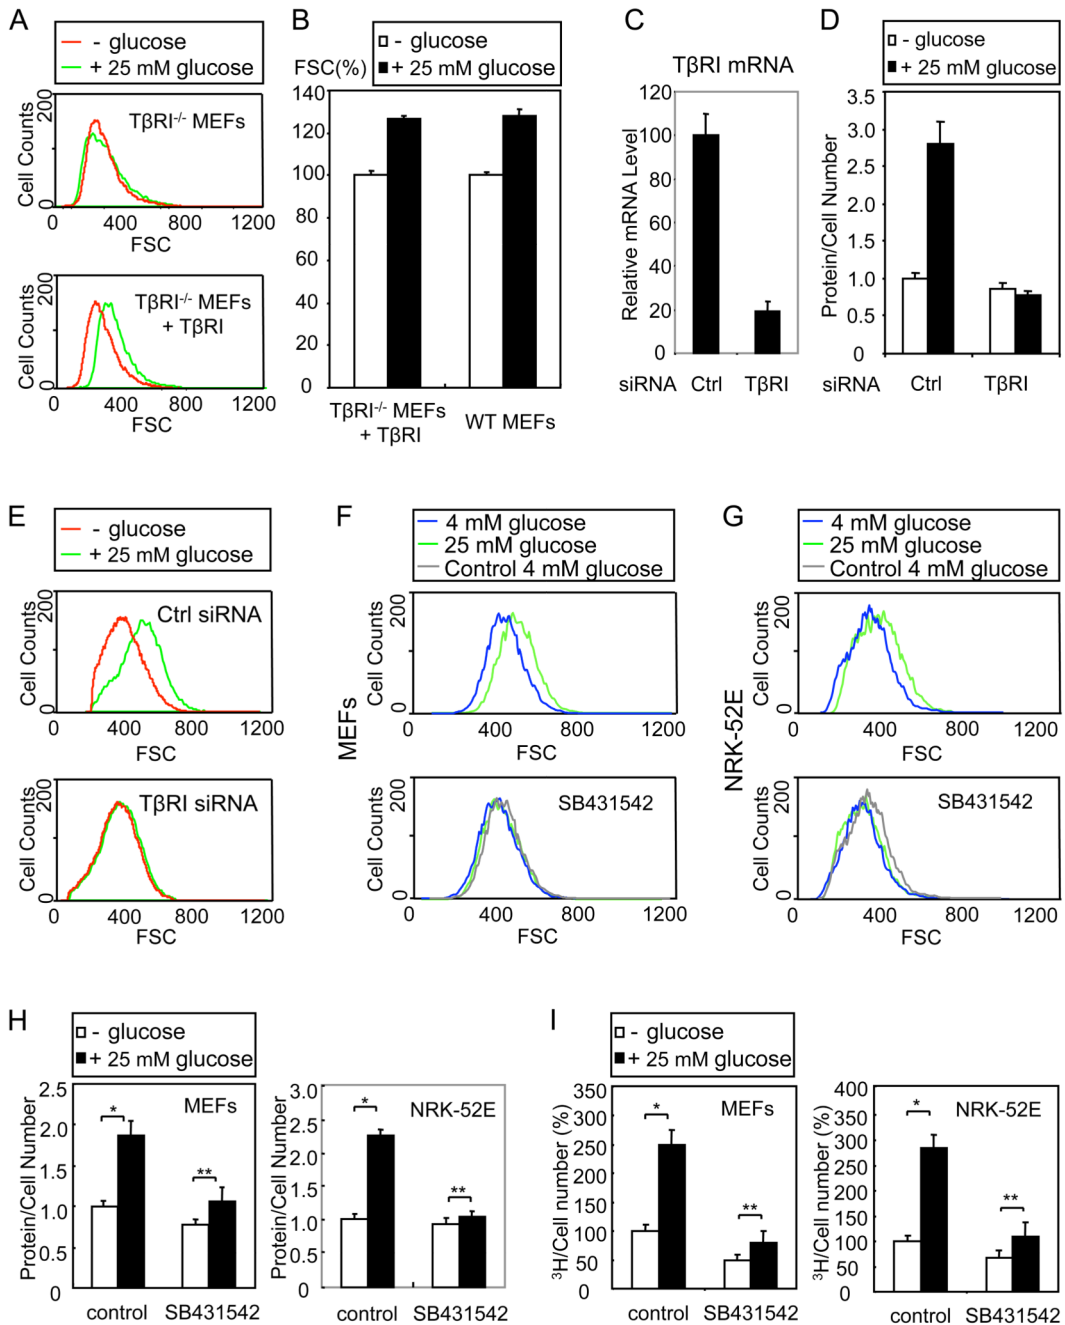 A
- glucose
+ 25 mM glucose
Cell Counts
200
0
TβRI-/- MEFs
0 400 800 1200
FSC
Cell Counts
200
0
TβRI-/- MEFs
+ TβRI
0 400 800 1200
FSC
B
- glucose
+ 25 mM glucose
FSC(%)
140
120
100
80
60
40
20
0
TβRI-/- MEFs
+ TβRI
WT MEFs
C
TβRI mRNA
Relative mRNA Level
120
100
80
60
40
20
0
siRNA Ctrl TβRI
D
- glucose
+ 25 mM glucose
Protein/Cell Number
3.5
3.0
2.5
2.0
1.5
1.0
0.5
0
siRNA Ctrl TβRI
E
- glucose
+ 25 mM glucose
Cell Counts
200
0
Ctrl siRNA
0 400 800 1200
FSC
Cell Counts
200
0
TβRI siRNA
0 400 800 1200
FSC
F
4 mM glucose
25 mM glucose
Control 4 mM glucose
MEFs
Cell Counts
200
0
0 400 800 1200
FSC
Cell Counts
200
0
SB431542
0 400 800 1200
FSC
G
4 mM glucose
25 mM glucose
Control 4 mM glucose
NRK-52E
Cell Counts
200
0
0 400 800 1200
FSC
Cell Counts
200
0
SB431542
0 400 800 1200
FSC
H
- glucose
+ 25 mM glucose
Protein/Cell Number
2.5
2.0
1.5
1.0
0.5
0
MEFs
*
**
control SB431542
Protein/Cell Number
3.0
2.5
2.0
1.5
1.0
0.5
0
NRK-52E
*
**
control SB431542
I
- glucose
+ 25 mM glucose
3H/Cell number (%)
350
300
250
200
150
100
50
0
MEFs
*
**
control SB431542
3H/Cell number (%)
400
350
300
250
200
150
100
50
0
NRK-52E
*
**
control SB431542